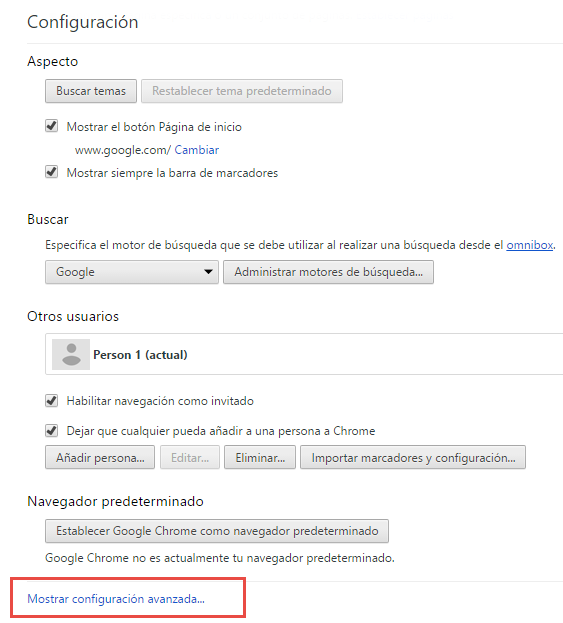 Configuración
Aspecto
Buscar temas Restablecer tema predeterminado
Mostrar el botón Página de inicio
www.google.com/ Cambiar
Mostrar siempre la barra de marcadores
Buscar
Especifica el motor de búsqueda que se debe utilizar al realizar una búsqueda desde el omnibox.
Google Administrar motores de búsqueda...
Otros usuarios
Person 1 (actual)
Habilitar navegación como invitado
Dejar que cualquier pueda añadir a una persona a Chrome
Añadir persona... Editar... Eliminar... Importar marcadores y configuración...
Navegador predeterminado
Establecer Google Chrome como navegador predeterminado
Google Chrome no es actualmente tu navegador predeterminado.
Mostrar configuración avanzada...